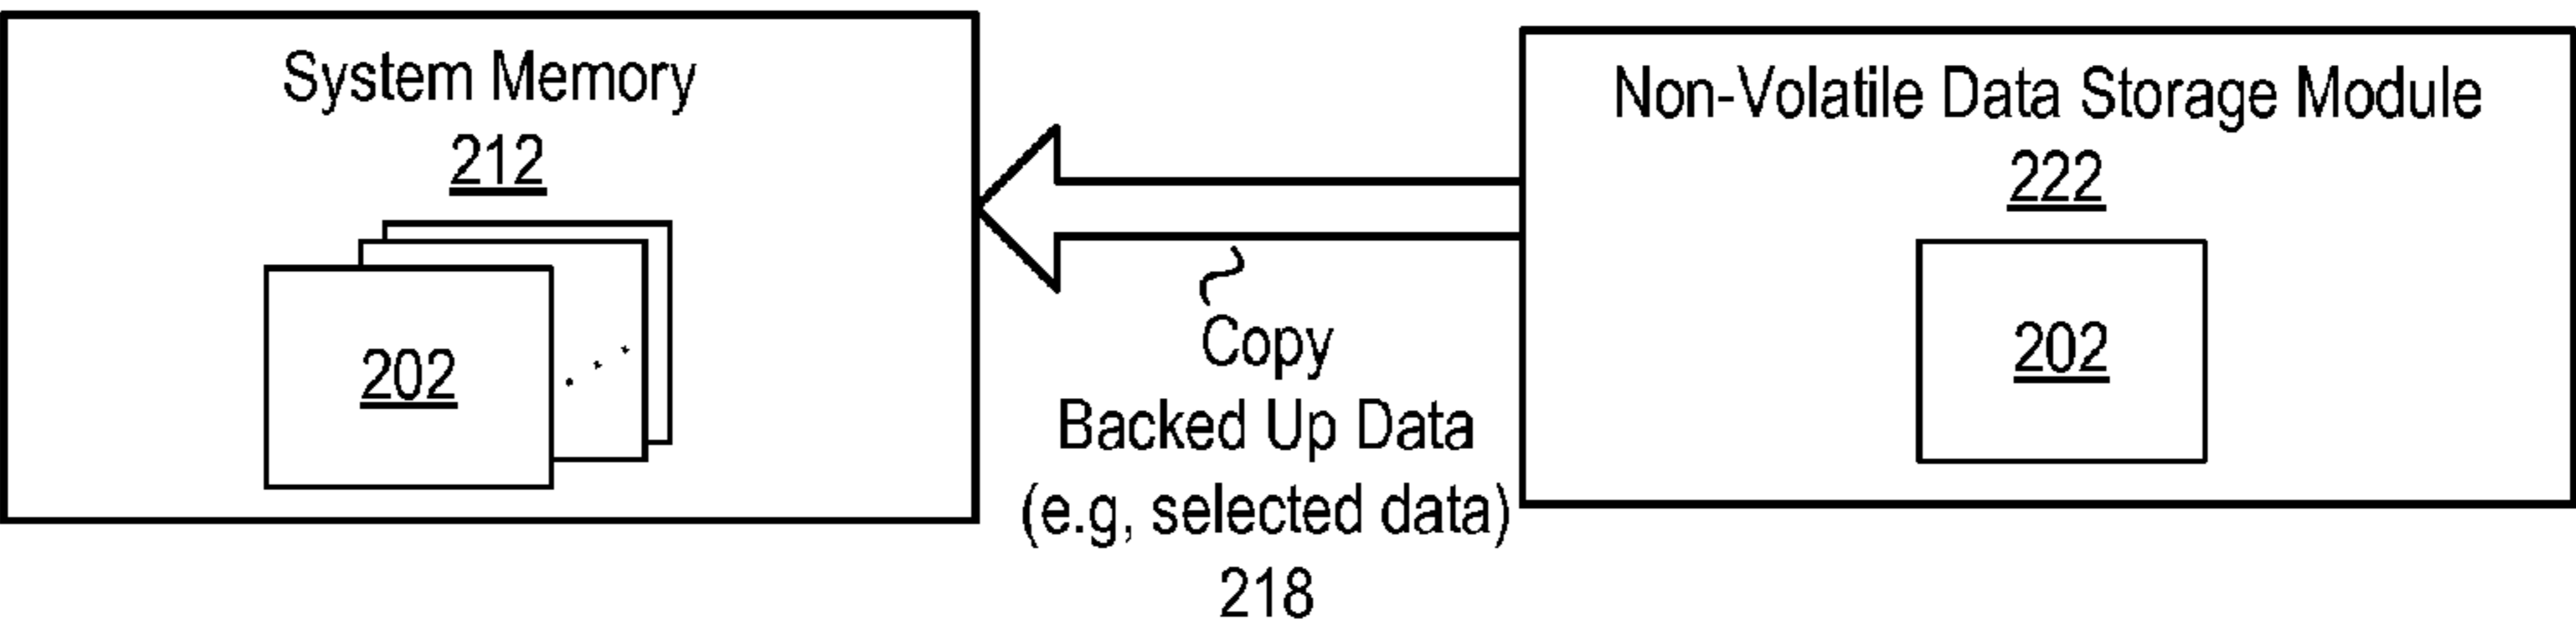 System Memory
212
202
Copy
Backed Up Data
(e.g, selected data)
218
Non-Volatile Data Storage Module
222
202